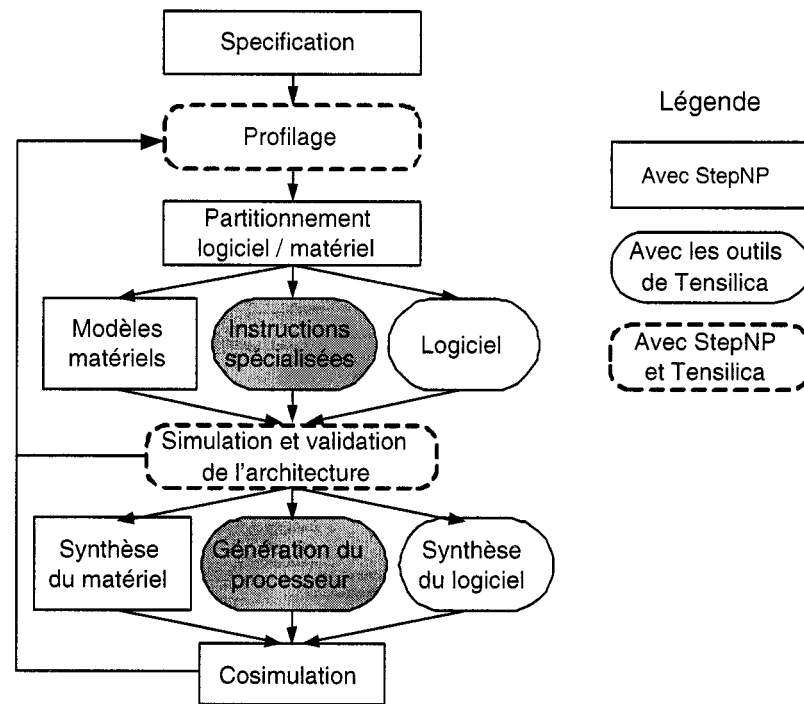 Specification
Profilage
Partitionnement
logiciel / matériel
Modèles
matériels
Instructions
spécialisées
Logiciel
Simulation et validation
de l'architecture
Synthèse
du matériel
Génération du
processeur
Synthèse
du logiciel
Cosimulation
Légende
Avec StepNP
Avec les outils
de Tensilica
Avec StepNP
et Tensilica